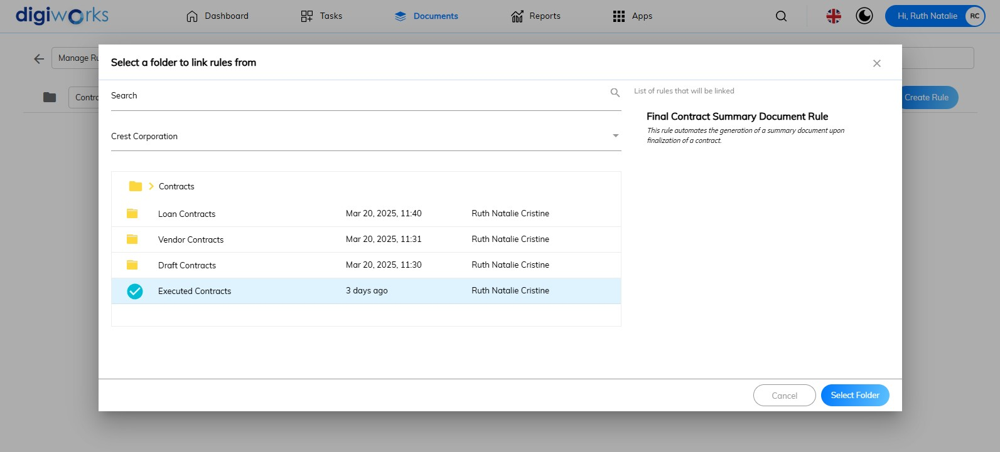 digiworks
Dashboard
Tasks
Documents
Reports
Apps
Hi, Ruth Natalie
RC
Manage Ru
Select a folder to link rules from
Search
List of rules that will be linked
Contra
Create Rule
Final Contract Summary Document Rule
This rule automates the generation of a summary document upon
finalization of a contract.
Crest Corporation
Contracts
Loan Contracts Mar 20, 2025, 11:40 Ruth Natalie Cristine
Vendor Contracts Mar 20, 2025, 11:31 Ruth Natalie Cristine
Draft Contracts Mar 20, 2025, 11:30 Ruth Natalie Cristine
Executed Contracts 3 days ago Ruth Natalie Cristine
Cancel
Select Folder